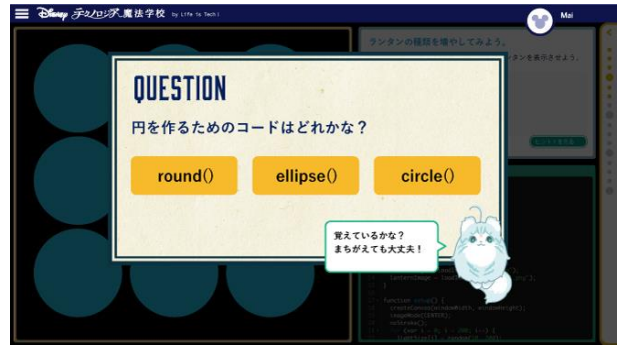 Disney テクノロジア魔法学校 by Life is Tech!
Mai
ランタンの種類を増やしてみよう。
QUESTION
円を作るためのコードはどれかな？
round()
ellipse()
circle()
覚えているかな？
まちがえても大丈夫！
function setup() {
imageMode(CENTER);
noStroke();